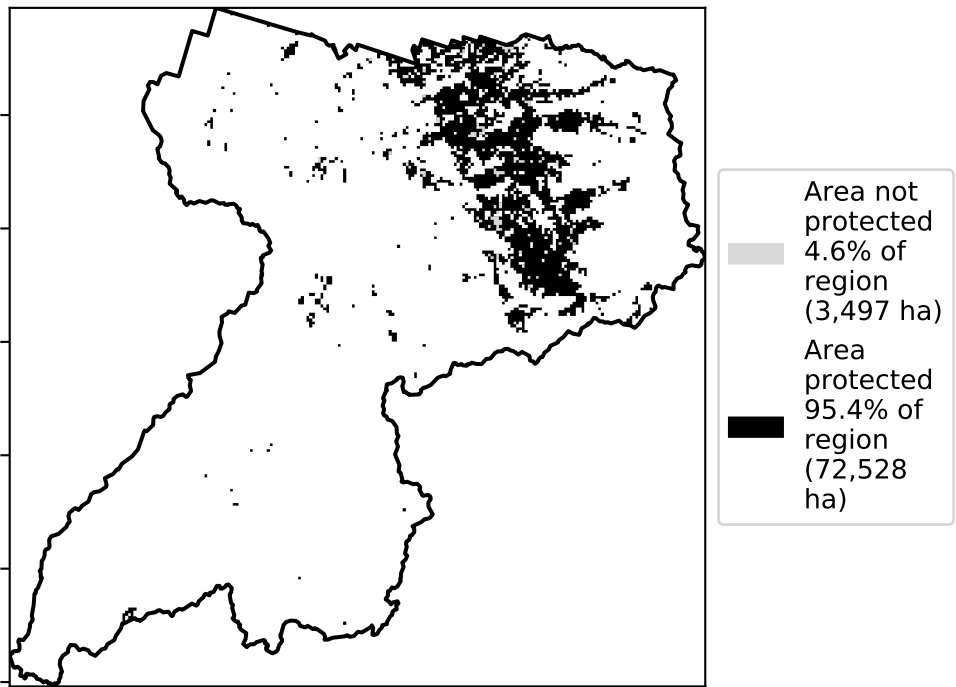 Area not
protected
4.6% of
region
(3,497 ha)
Area
protected
95.4% of
region
(72,528
ha)